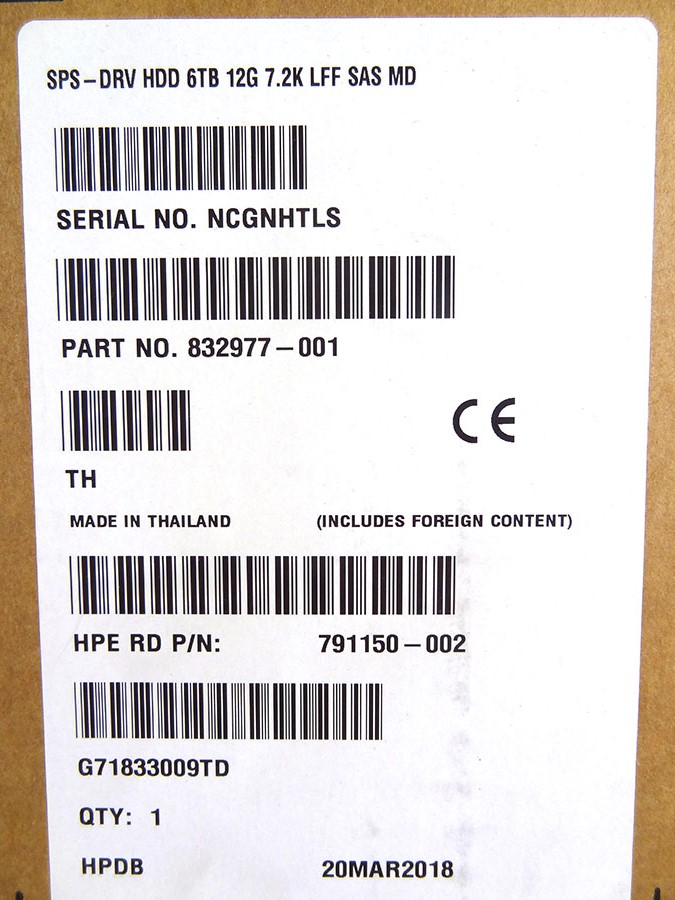 SPS-DRV HDD 6TB 12G 7.2K LFF SAS MD
SERIAL NO. NCGNHTLS
PART NO. 832977-001
CE
TH
MADE IN THAILAND (INCLUDES FOREIGN CONTENT)
HPE RD P/N: 791150-002
G71833009TD
QTY: 1
HPDB 20MAR2018